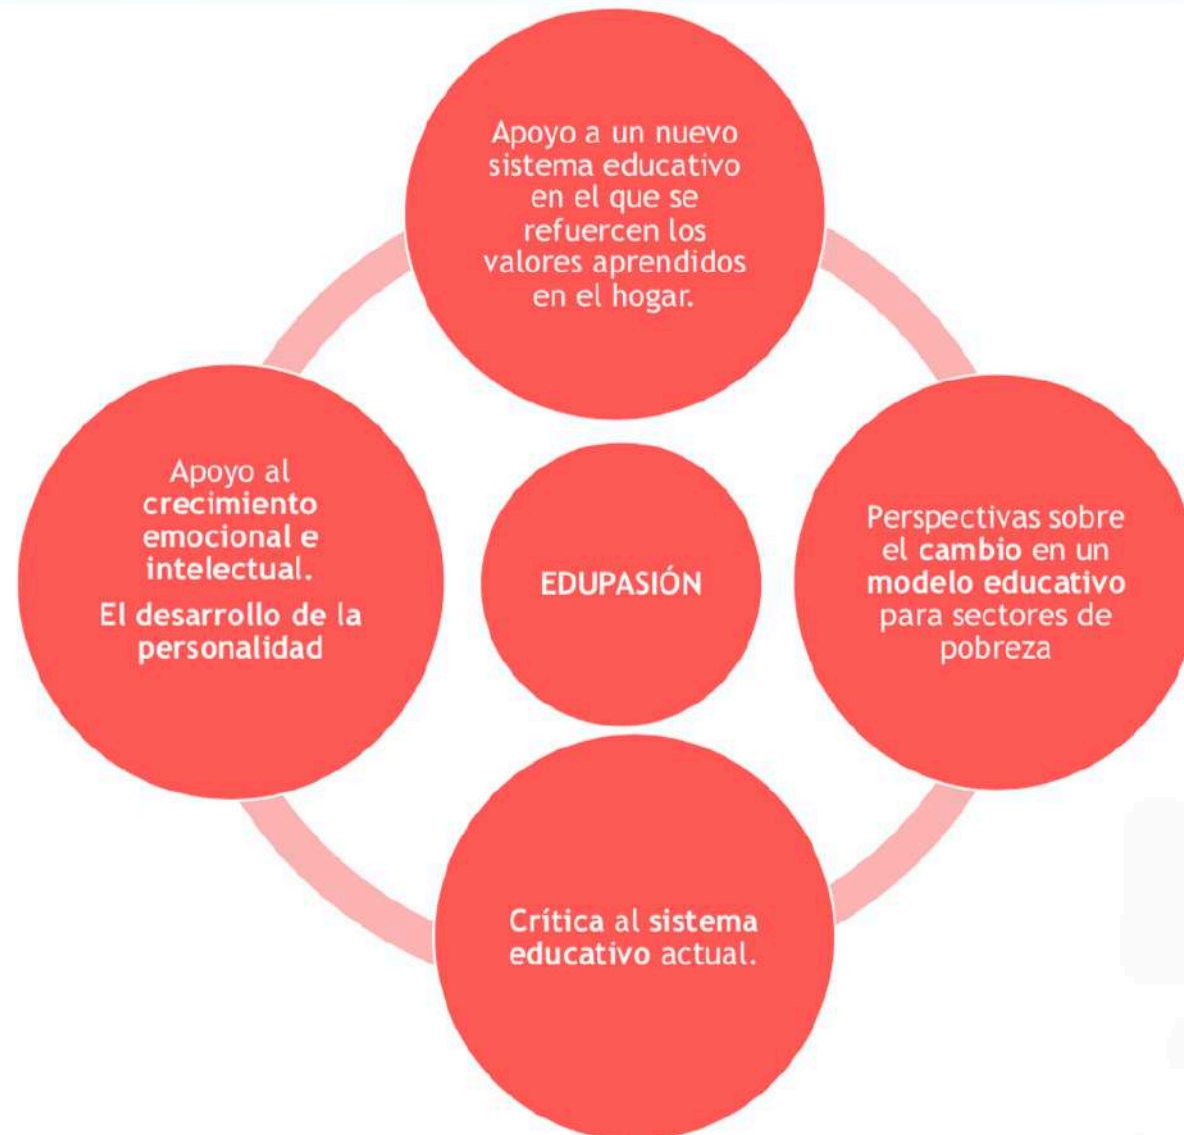 Apoyo a un nuevo
sistema educativo
en el que se
refuercen los
valores aprendidos
en el hogar.
Apoyo al
crecimiento
emocional e
intelectual.
El desarrollo de la
personalidad
EDUPASIÓN
Perspectivas sobre
el cambio en un
modelo educativo
para sectores de
pobreza
Crítica al sistema
educativo actual.